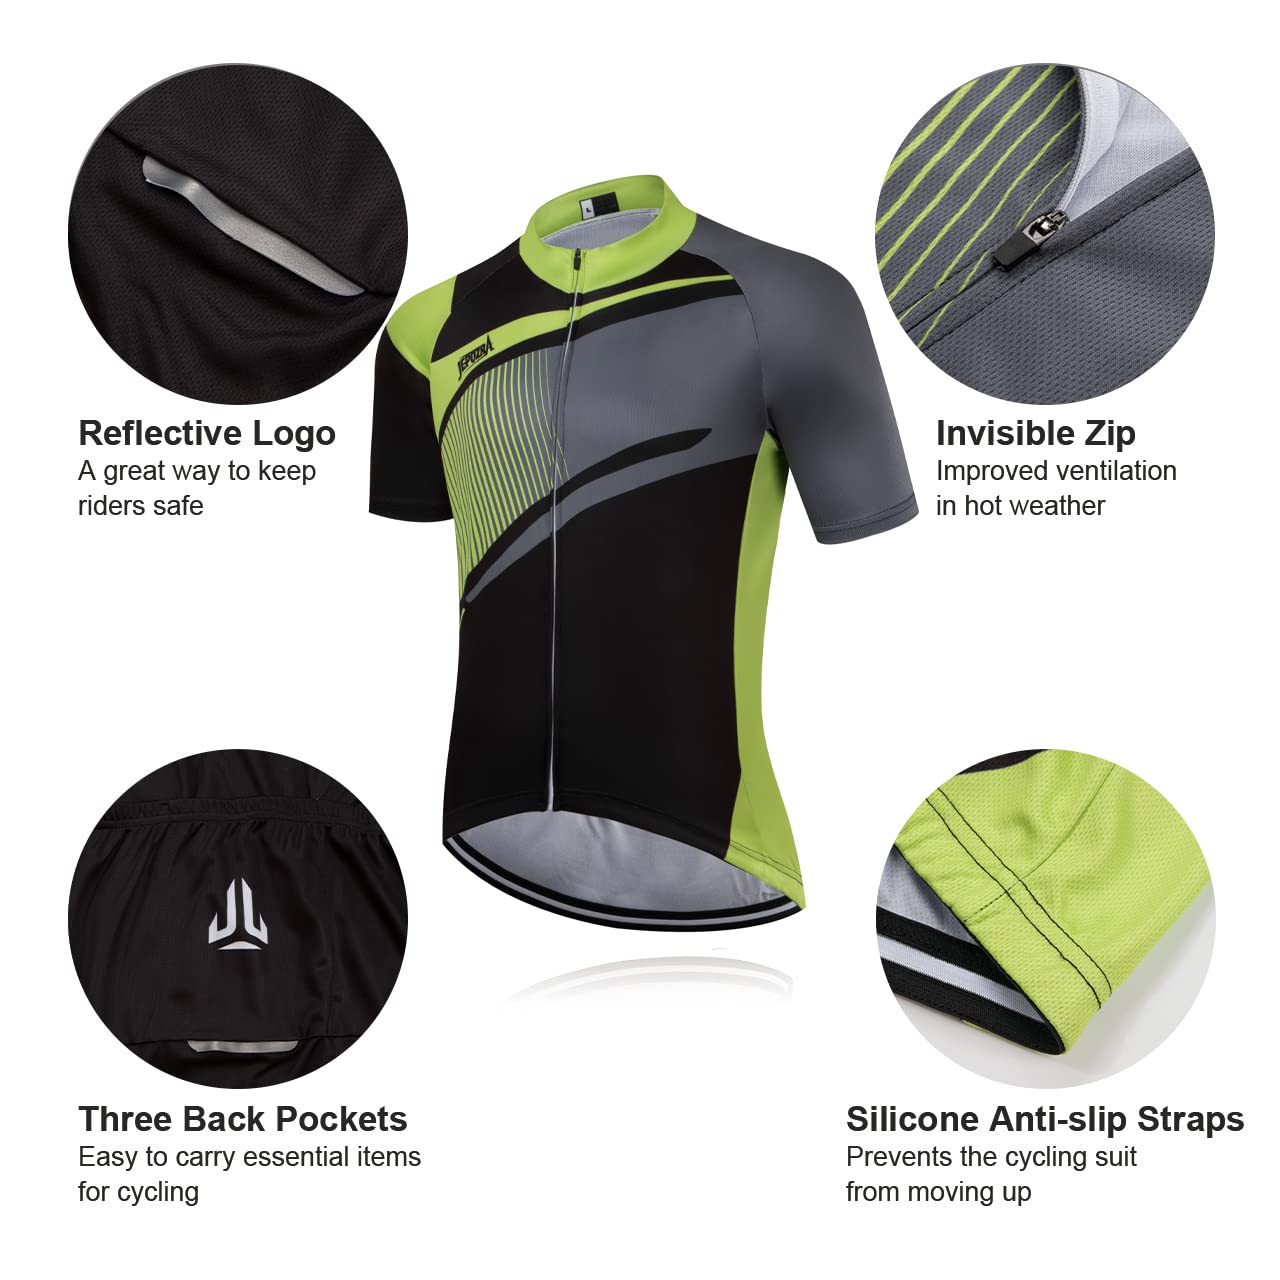 L
JEPOZRA
Reflective Logo
A great way to keep
riders safe
Invisible Zip
Improved ventilation
in hot weather
Three Back Pockets
Easy to carry essential items
for cycling
Silicone Anti-slip Straps
Prevents the cycling suit
from moving up